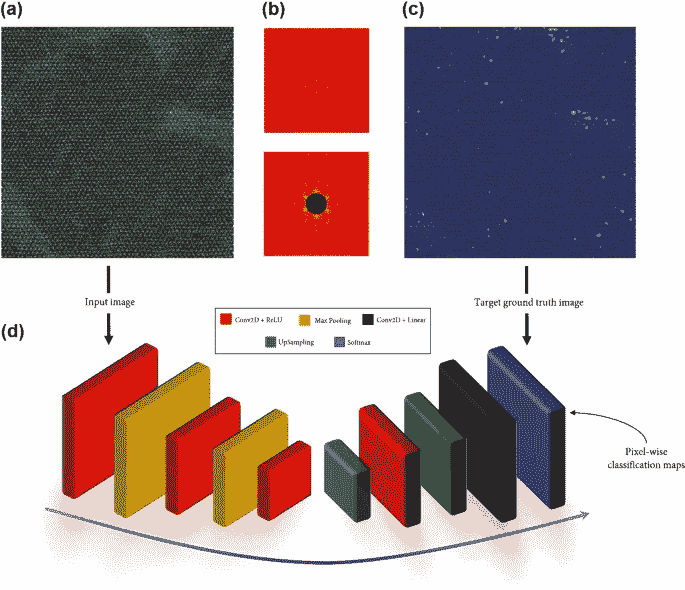 (a)
(b)
(c)
Input image
Target ground truth image
(d)
Conv2D + ReLU
Max Pooling
Conv2D + Linear
UpSampling
Softmax
Pixel-wise
classification maps